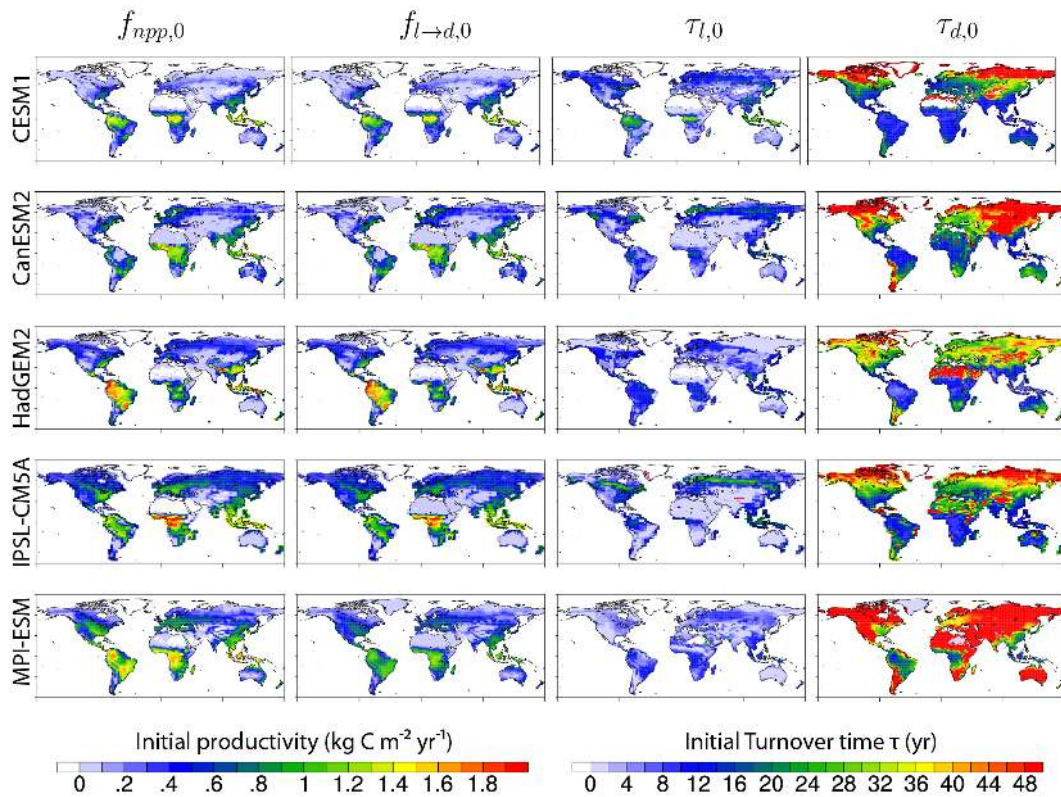 f_{npp,0} f_{l→d,0} τ_{l,0} τ_{d,0}
CESM1
CanESM2
HadGEM2
IPSL-CM5A
MPI-ESM
Initial productivity (kg C m⁻² yr⁻¹) Initial Turnover time τ (yr)
0 .2 .4 .6 .8 1 1.2 1.4 1.6 1.8 0 4 8 12 16 20 24 28 32 36 40 44 48